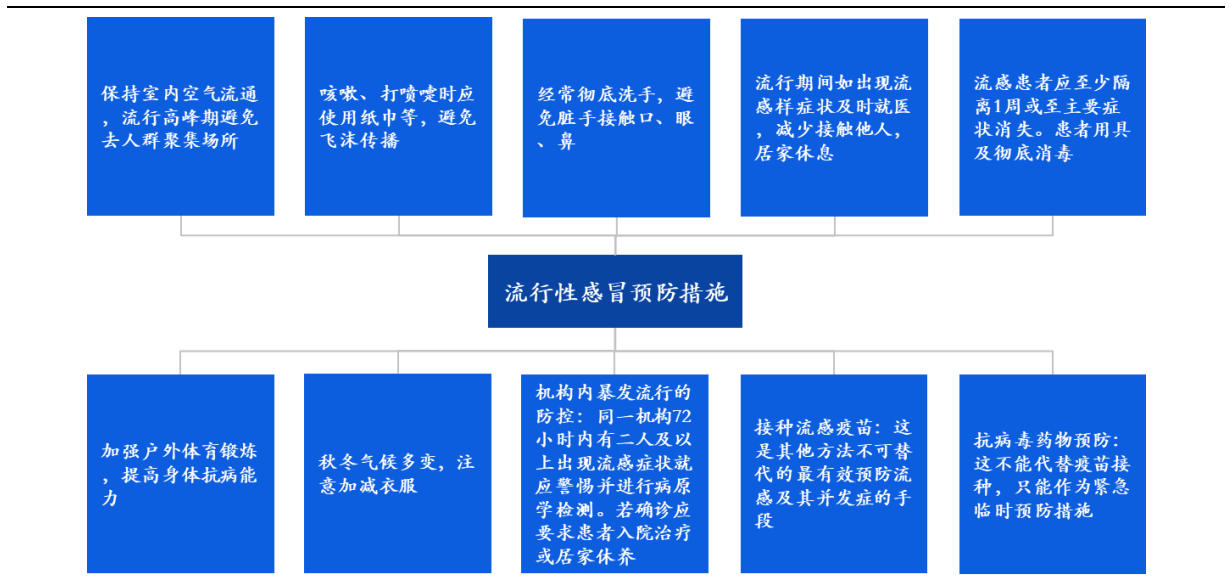 保持室内空气流通
，流行高峰期避免
去人群聚集场所
咳嗽、打喷嚏时应
使用纸巾等，避免
飞沫传播
经常彻底洗手，避
免脏手接触口、眼
、鼻
流行期间如出现流
感样症状及时就医
，减少接触他人，
居家休息
流感患者应至少隔
离1周或至主要症
状消失。患者用具
及彻底消毒
流行性感冒预防措施
加强户外体育锻炼
，提高身体抗病能
力
秋冬气候多变，注
意加减衣服
机构内暴发流行的
防控：同一机构72
小时内有二人及以
上出现流感症状就
应警惕并进行病原
学检测。若确诊应
要求患者入院治疗
或居家休养
接种流感疫苗：这
是其他方法不可替
代的最有效预防流
感及其并发症的手
段
抗病毒药物预防：
这不能代替疫苗接
种，只能作为紧急
临时预防措施